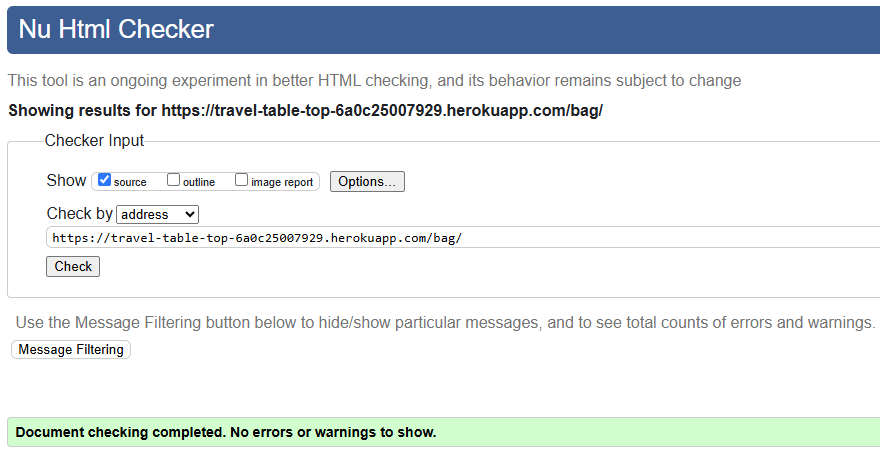 Nu Html Checker
This tool is an ongoing experiment in better HTML checking, and its behavior remains subject to change
Showing results for https://travel-table-top-6a0c25007929.herokuapp.com/bag/
Checker Input
Show source outline image report Options...
Check by address
https://travel-table-top-6a0c25007929.herokuapp.com/bag/
Check
Use the Message Filtering button below to hide/show particular messages, and to see total counts of errors and warnings.
Message Filtering
Document checking completed. No errors or warnings to show.